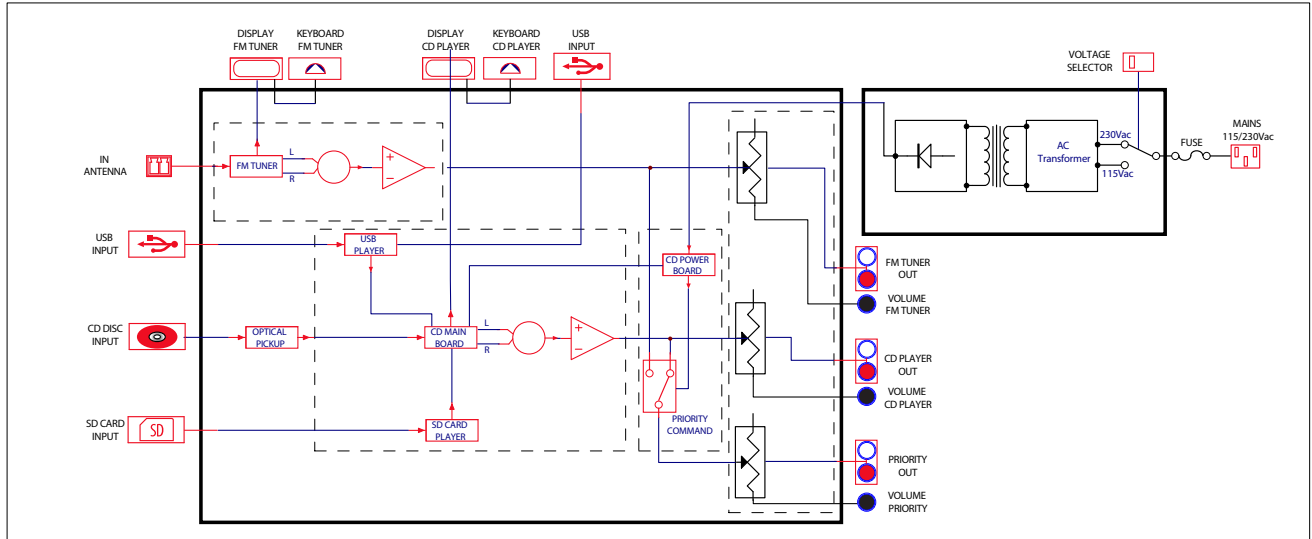 DISPLAY
FM TUNER
KEYBOARD
FM TUNER
DISPLAY
CD PLAYER
KEYBOARD
CD PLAYER
USB
INPUT
VOLTAGE
SELECTOR
IN
ANTENNA
FM TUNER
L
R
+
−
AC
Transformer
230Vac
115Vac
FUSE
MAINS
115/230Vac
USB
INPUT
USB
PLAYER
CD POWER
BOARD
FM TUNER
OUT
VOLUME
FM TUNER
CD DISC
INPUT
OPTICAL
PICKUP
CD MAIN
BOARD
L
R
+
−
CD PLAYER
OUT
VOLUME
CD PLAYER
PRIORITY
COMMAND
SD CARD
INPUT
SD
SD CARD
PLAYER
PRIORITY
OUT
VOLUME
PRIORITY